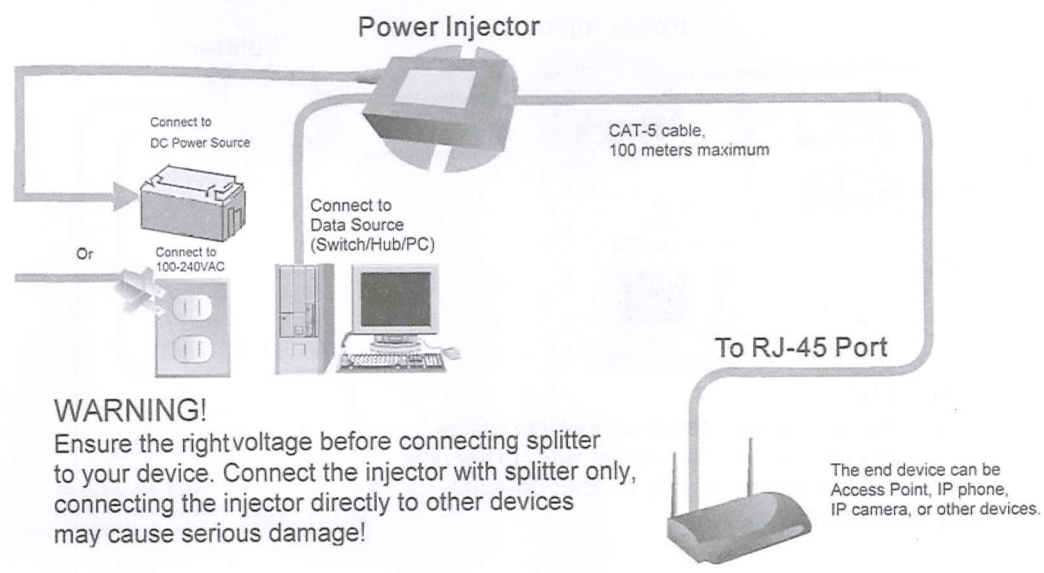 Power Injector
Connect to
DC Power Source
CAT-5 cable,
100 meters maximum
Connect to
Data Source
(Switch/Hub/PC)
Or
Connect to
100-240VAC
To RJ-45 Port
WARNING!
Ensure the rightvoltage before connecting splitter
to your device. Connect the injector with splitter only,
connecting the injector directly to other devices
may cause serious damage!
The end device can be
Access Point, IP phone,
IP camera, or other devices.